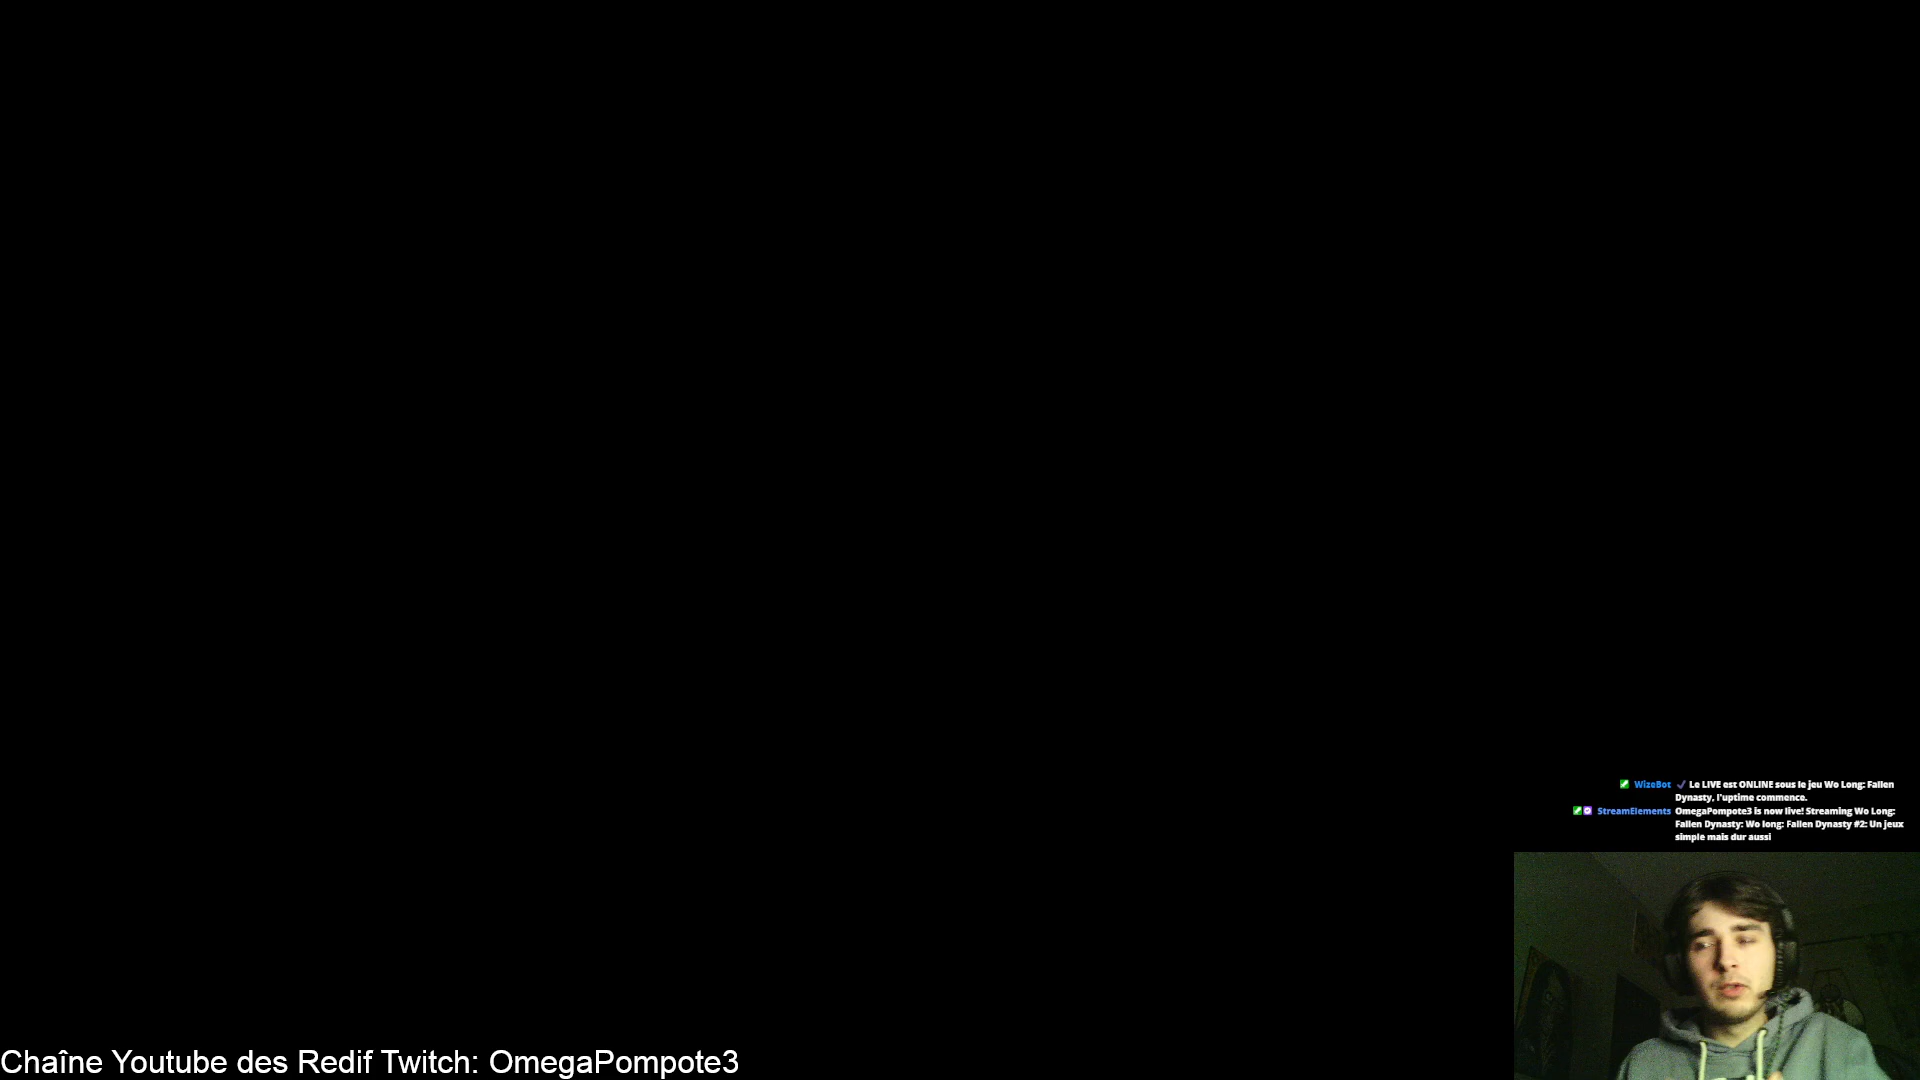 WizeBot ✓ Le LIVE est ONLINE sous le jeu Wo Long: Fallen
Dynasty, l'uptime commence.
StreamElements OmegaPompote3 is now live! Streaming Wo Long:
Fallen Dynasty: Wo long: Fallen Dynasty #2: Un jeux
simple mais dur aussi
Chaîne Youtube des Redif Twitch: OmegaPompote3